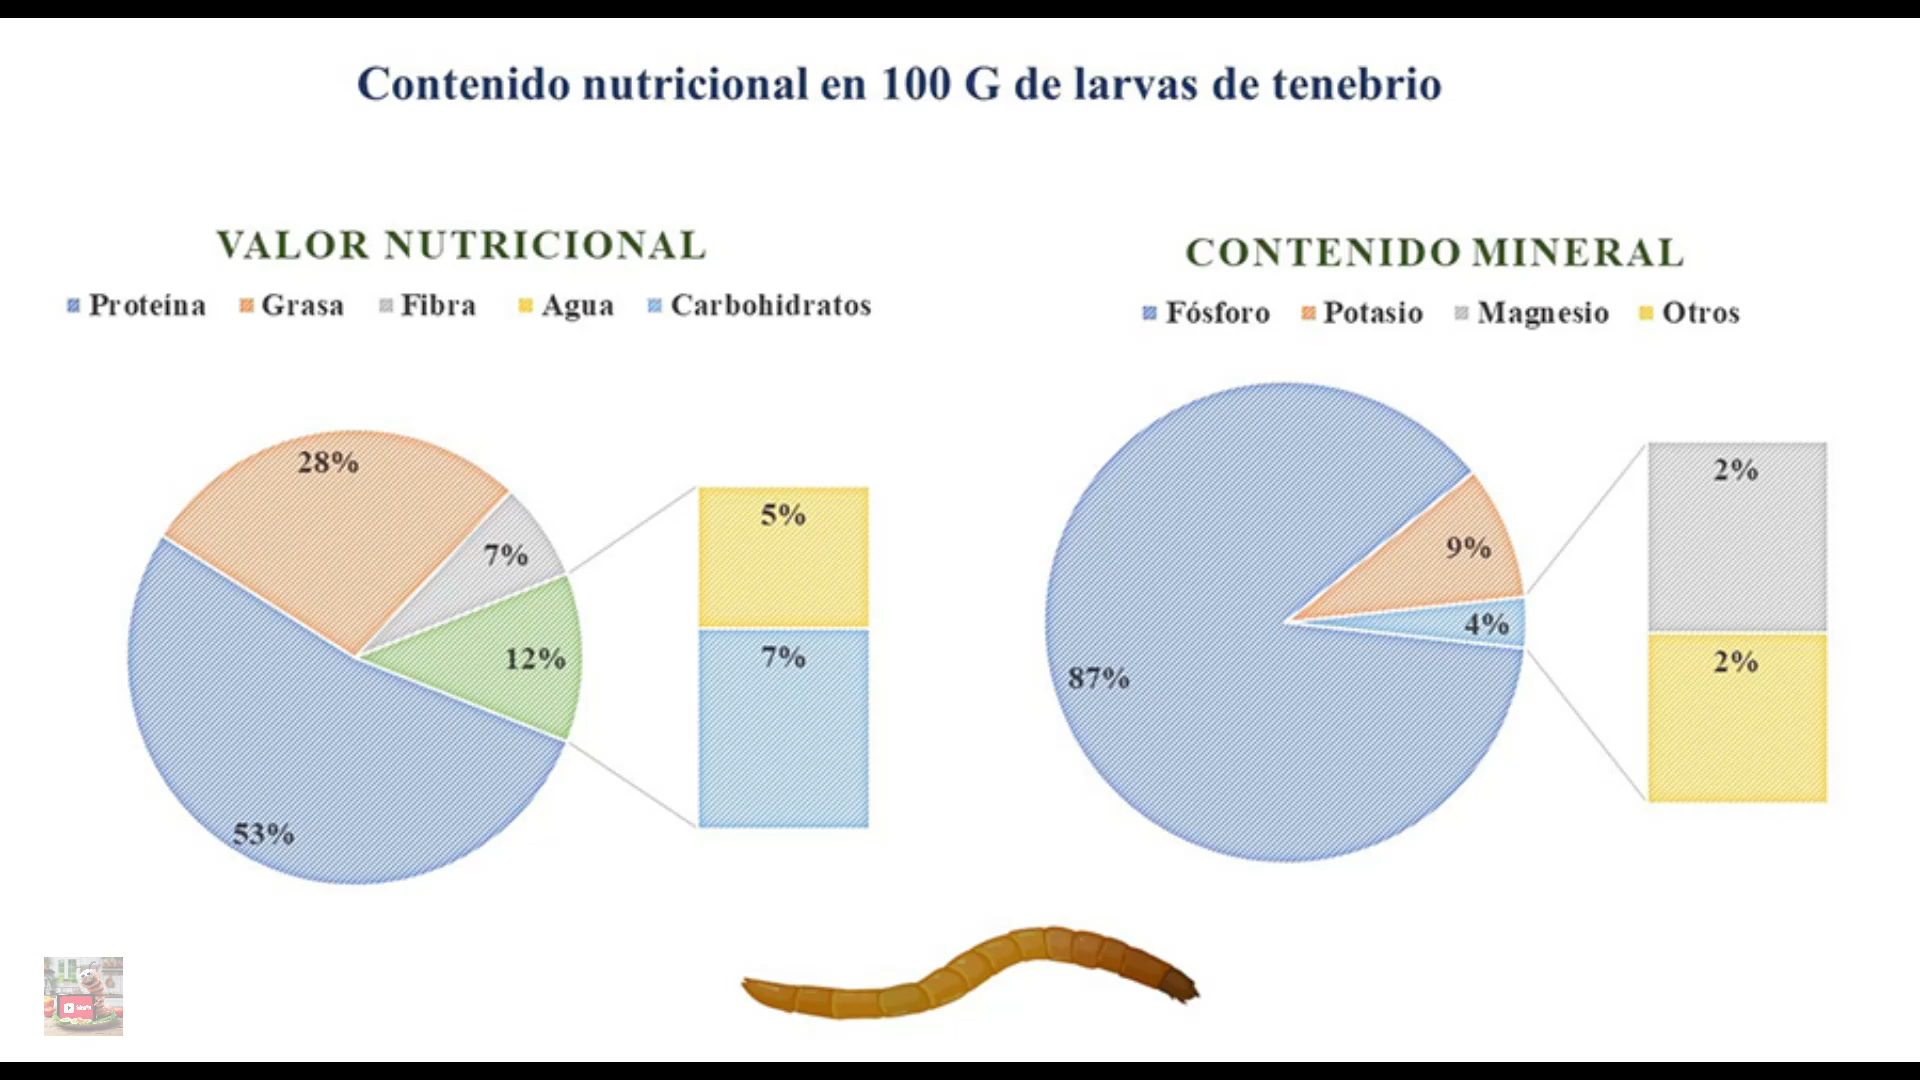 Contenido nutricional en 100 G de larvas de tenebrio
VALOR NUTRICIONAL
Proteína Grasa Fibra Agua Carbohidratos
28%
7%
12%
53%
5%
7%
CONTENIDO MINERAL
Fósforo Potasio Magnesio Otros
9%
4%
87%
2%
2%